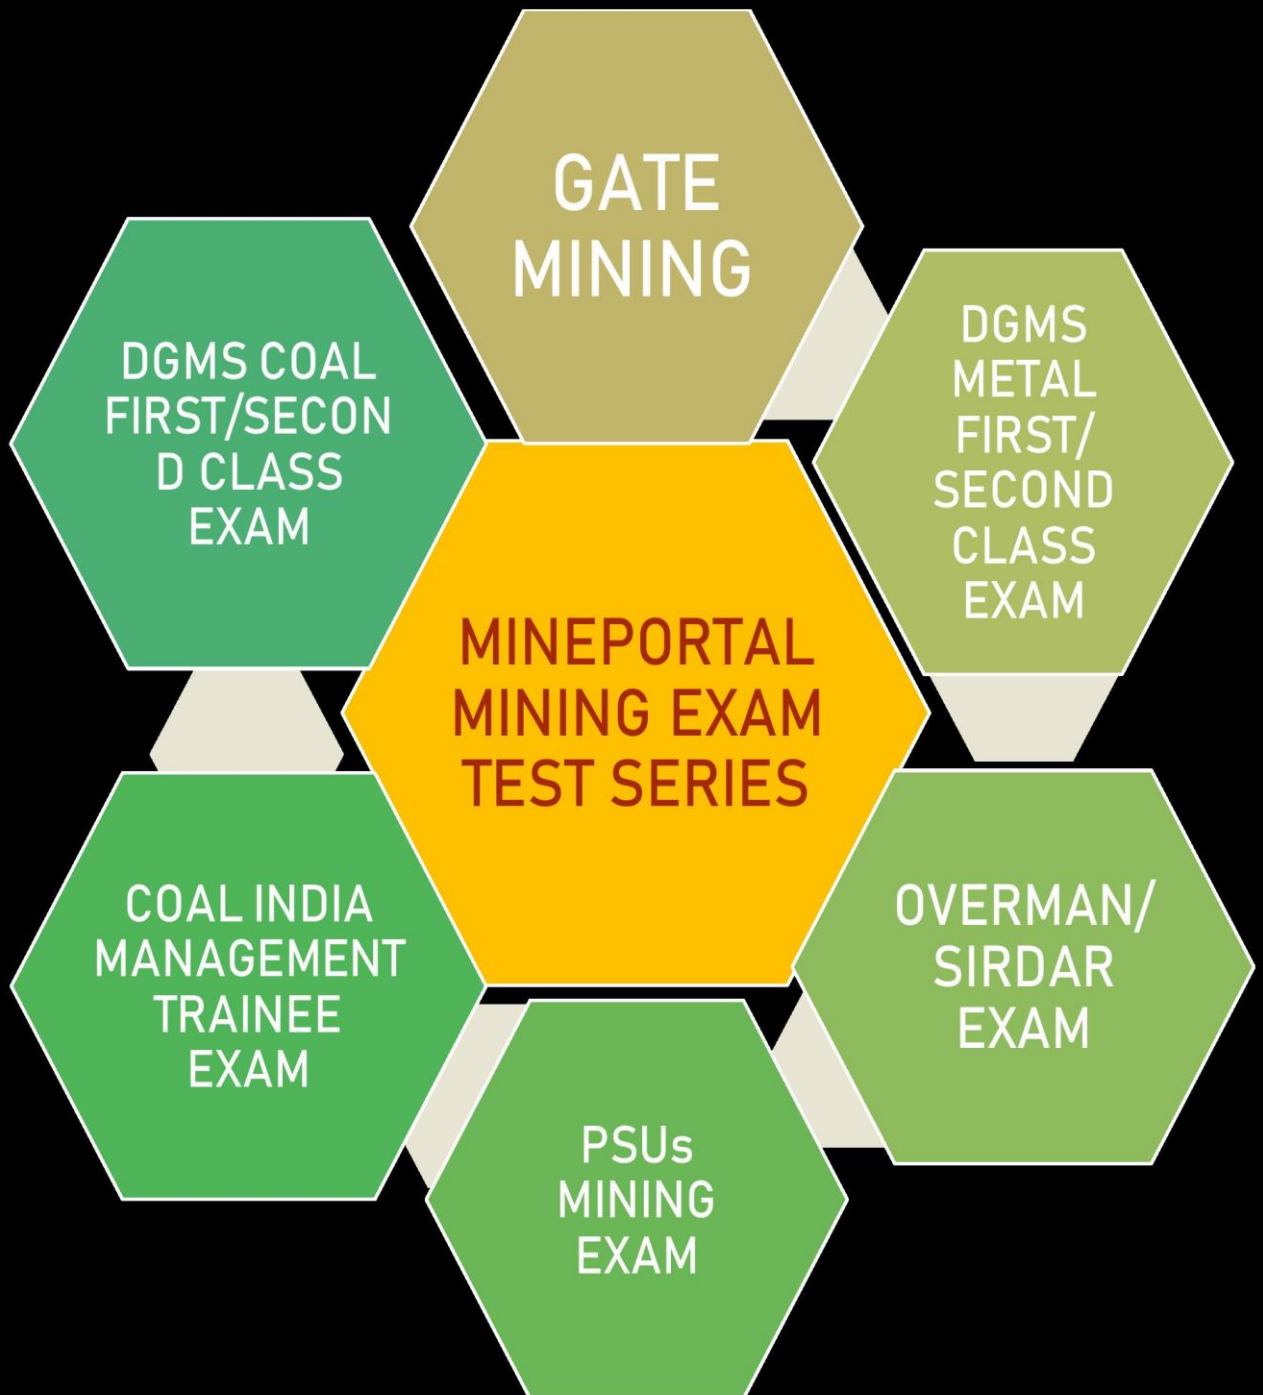 GATE
MINING
DGMS COAL
FIRST/SECON
D CLASS
EXAM
DGMS
METAL
FIRST/
SECOND
CLASS
EXAM
MINEPORTAL
MINING EXAM
TEST SERIES
COAL INDIA
MANAGEMENT
TRAINEE
EXAM
OVERMAN/
SIRDAR
EXAM
PSUs
MINING
EXAM